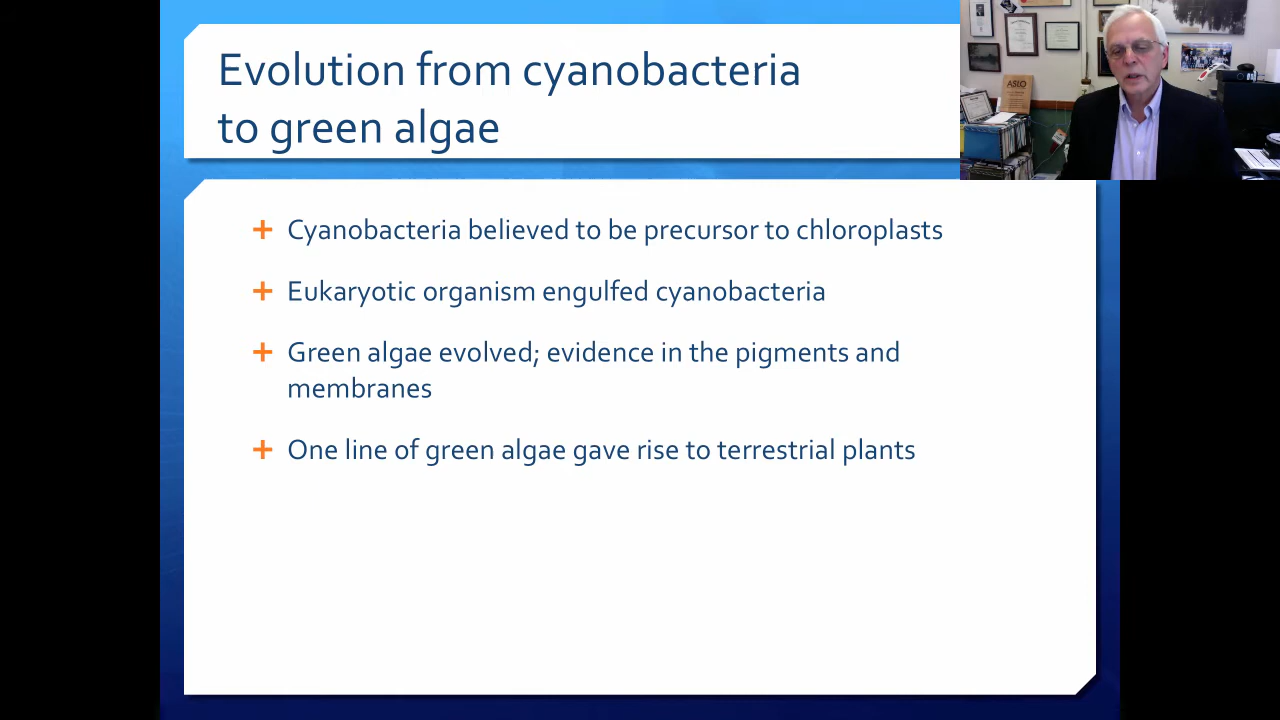 Evolution from cyanobacteria
to green algae
ASLO
+ Cyanobacteria believed to be precursor to chloroplasts
+ Eukaryotic organism engulfed cyanobacteria
+ Green algae evolved; evidence in the pigments and
membranes
+ One line of green algae gave rise to terrestrial plants